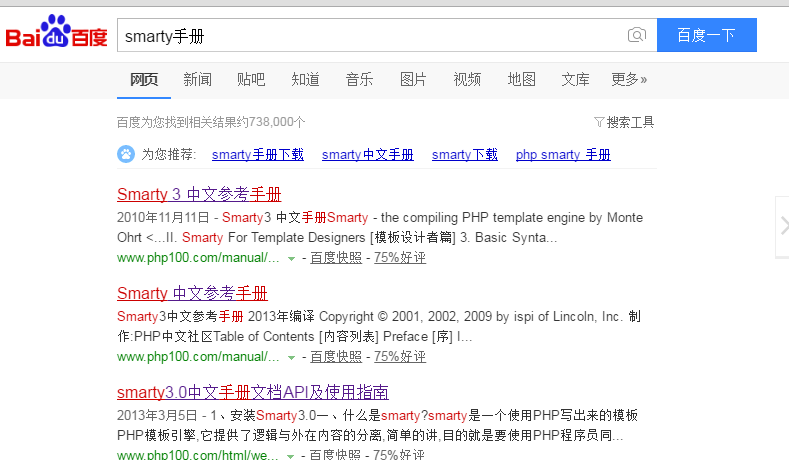 Bai du 百度 smarty手册 百度一下
网页 新闻 贴吧 知道 音乐 图片 视频 地图 文库 更多»
百度为您找到相关结果约738,000个 搜索工具
为您推荐: smarty手册下载 smarty中文手册 smarty下载 php smarty 手册
Smarty 3 中文参考手册
2010年11月11日 - Smarty3 中文手册Smarty - the compiling PHP template engine by Monte
Ohrt <...II. Smarty For Template Designers [模板设计者篇] 3. Basic Synta...
www.php100.com/manual/... - 百度快照 - 75%好评
Smarty 中文参考手册
Smarty3中文参考手册 2013年编译 Copyright © 2001, 2002, 2009 by ispi of Lincoln, Inc. 制
作:PHP中文社区Table of Contents [内容列表] Preface [序] I...
www.php100.com/manual/... - 百度快照 - 75%好评
smarty3.0中文手册文档API及使用指南
2013年3月5日 - 1、安装Smarty3.0一、什么是smarty?smarty是一个使用PHP写出来的模板
PHP模板引擎,它提供了逻辑与外在内容的分离,简单的讲,目的就是要使用PHP程序员同...
www.php100.com/html/we... - 百度快照 - 75%好评